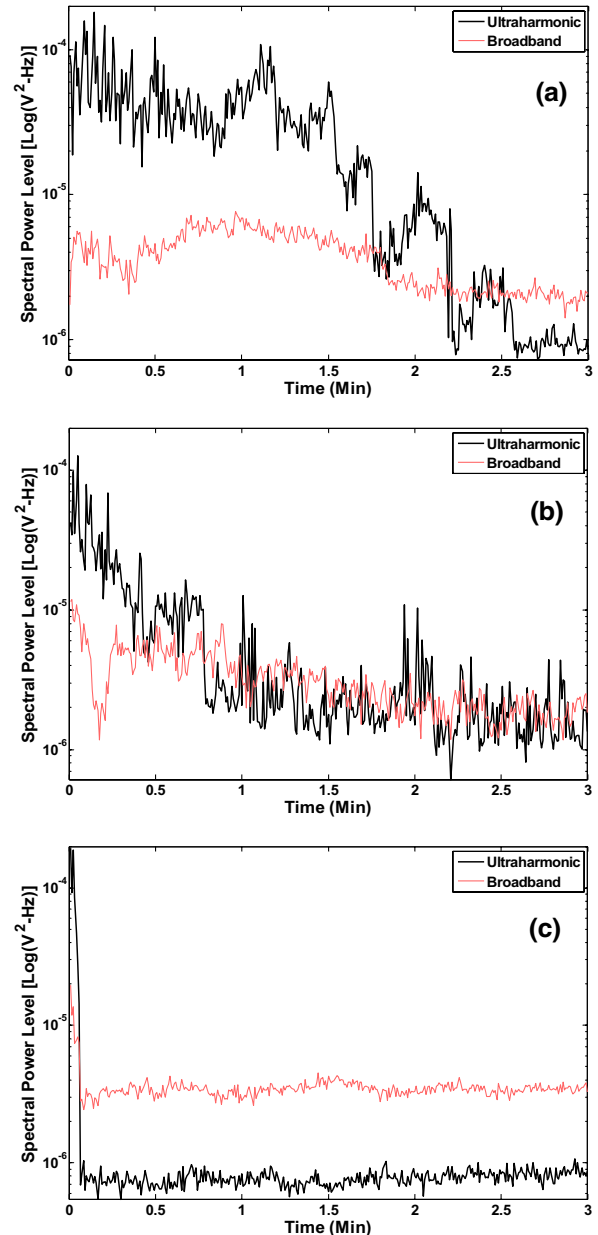 Ultraharmonic
Broadband
(a)
Spectral Power Level [Log(V^2-Hz)]
10^-4
10^-5
10^-6
0 0.5 1 1.5 2 2.5 3
Time (Min)
Ultraharmonic
Broadband
(b)
Spectral Power Level [Log(V^2-Hz)]
10^-4
10^-5
10^-6
0 0.5 1 1.5 2 2.5 3
Time (Min)
Ultraharmonic
Broadband
(c)
Spectral Power Level [Log(V^2-Hz)]
10^-4
10^-5
10^-6
0 0.5 1 1.5 2 2.5 3
Time (Min)